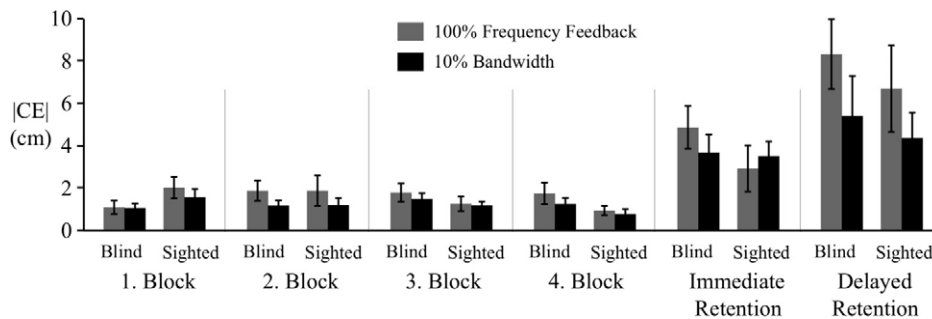 10
8
6
4
2
0
|CE|
(cm)
100% Frequency Feedback
10% Bandwidth
Blind Sighted Blind Sighted Blind Sighted Blind Sighted Blind Sighted Blind Sighted
1. Block 2. Block 3. Block 4. Block Immediate Delayed
Retention Retention